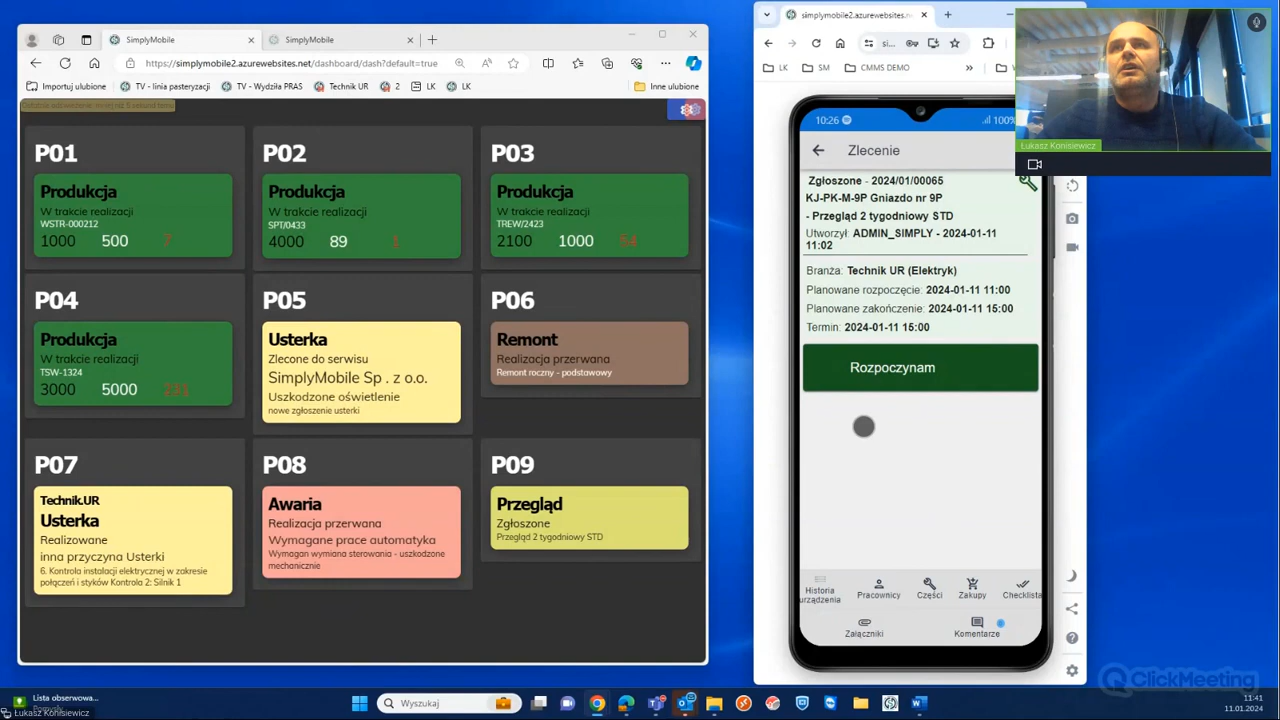 SimplyMobile
SimplyMobile
https://simplymobile2.azurewebsites.net/dashboard/dash?default=true
Importuj ulubione
TV - linia pasteryzacji
TV - Wydziła PRAS
Technik UR
2
LK
LK
Inne ulubione
P01
Produkcja
W trakcie realizacji
WSTR-000212
1000 500 7
P02
Produkcja
W trakcie realizacji
SPT/0433
4000 89 1
P03
Produkcja
W trakcie realizacji
TREW/2423
2100 1000 54
P04
Produkcja
W trakcie realizacji
TSW-1324
3000 5000 231
P05
Usterka
Zlecone do serwisu
SimplyMobile Sp . z o.o.
Uszkodzone oświetlenie
nowe zgłoszenie usterki
P06
Remont
Realizacja przerwana
Remont roczny - podstawowy
P07
Technik.UR
Usterka
Realizowane
inna przyczyna Usterki
6. Kontrola instalacji elektrycznej w zakresie
połączeń i styków Kontrola 2: Silnik 1
P08
Awaria
Realizacja przerwana
Wymagane prace automatyka
Wymagan wymiana sterowania - uszkodzone
mechanicznie
P09
Przegląd
Zgłoszone
Przegląd 2 tygodniowy STD
simplymobile2.azurewebsites.ne
si...
LK
SM
CMMS DEMO
10:26
100%
Zlecenie
Zgłoszone - 2024/01/00065
KJ-PK-M-9P Gniazdo nr 9P
- Przegląd 2 tygodniowy STD
Utworzył: ADMIN_SIMPLY - 2024-01-11
11:02
Branża: Technik UR (Elektryk)
Planowane rozpoczęcie: 2024-01-11 11:00
Planowane zakończenie: 2024-01-11 15:00
Termin: 2024-01-11 15:00
Rozpoczynam
Historia
urządzenia
Pracownicy
Części
Zakupy
Checklista
Załączniki
Komentarze
Łukasz Konisiewicz
ClickMeeting
Lista obserwowa...
Łukasz Konisiewicz
Wyszukaj
11:41
11.01.2024